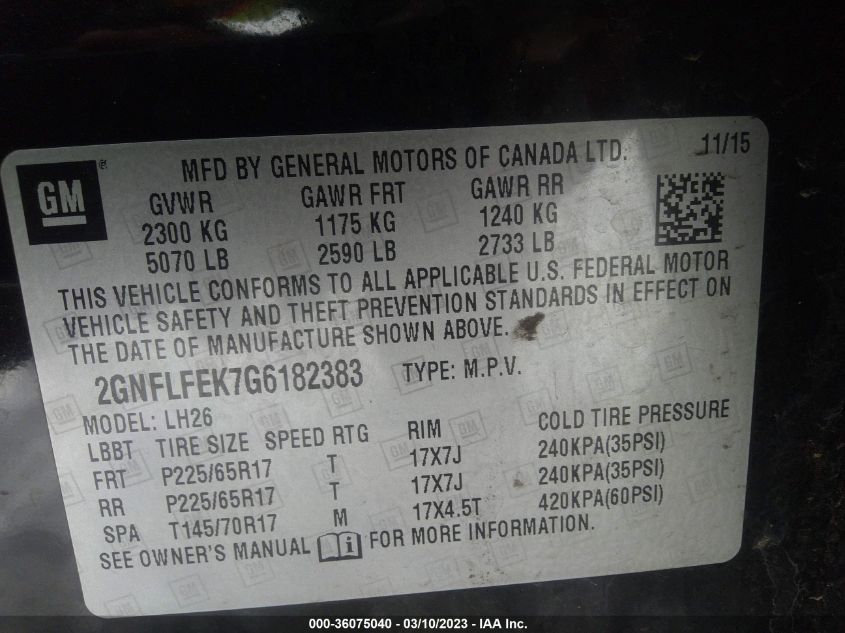 GM
MFD BY GENERAL MOTORS OF CANADA LTD. 11/15
GVWR GAWR FRT GAWR RR
2300 KG 1175 KG 1240 KG
5070 LB 2590 LB 2733 LB
THIS VEHICLE CONFORMS TO ALL APPLICABLE U.S. FEDERAL MOTOR
VEHICLE SAFETY AND THEFT PREVENTION STANDARDS IN EFFECT ON
THE DATE OF MANUFACTURE SHOWN ABOVE.
2GNFLFEK7G6182383 TYPE: M.P.V.
MODEL: LH26
LBBT TIRE SIZE SPEED RTG RIM COLD TIRE PRESSURE
FRT P225/65R17 T 17X7J 240KPA(35PSI)
RR P225/65R17 T 17X7J 240KPA(35PSI)
SPA T145/70R17 M 17X4.5T 420KPA(60PSI)
SEE OWNER'S MANUAL FOR MORE INFORMATION.
000-36075040 - 03/10/2023 - IAA Inc.